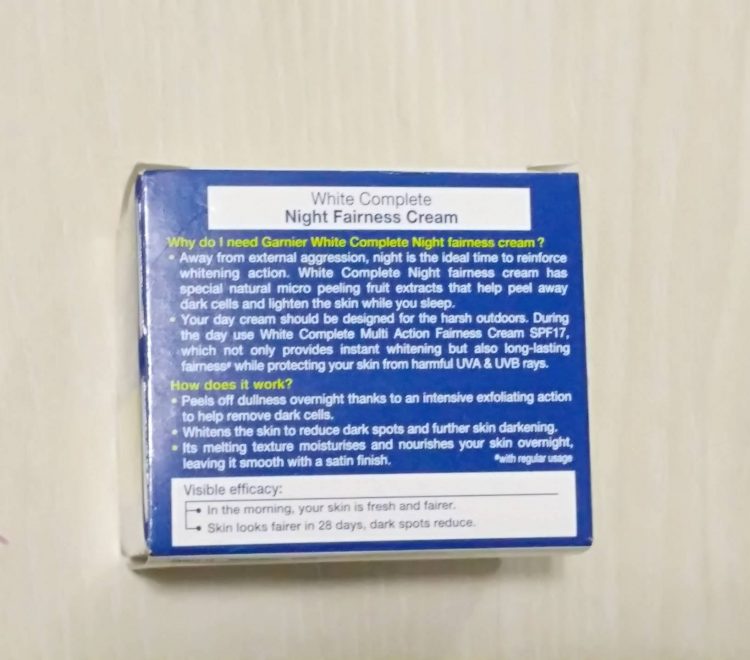 White Complete
Night Fairness Cream
Why do I need Garnier White Complete Night fairness cream ?
• Away from external aggression, night is the ideal time to reinforce
whitening action. White Complete Night fairness cream has
special natural micro peeling fruit extracts that help peel away
dark cells and lighten the skin while you sleep.
• Your day cream should be designed for the harsh outdoors. During
the day use White Complete Multi Action Fairness Cream SPF17,
which not only provides instant whitening but also long-lasting
fairness# while protecting your skin from harmful UVA & UVB rays.
How does it work?
• Peels off dullness overnight thanks to an intensive exfoliating action
to help remove dark cells.
• Whitens the skin to reduce dark spots and further skin darkening.
• Its melting texture moisturises and nourishes your skin overnight,
leaving it smooth with a satin finish. #with regular usage
Visible efficacy:
In the morning, your skin is fresh and fairer.
Skin looks fairer in 28 days, dark spots reduce.